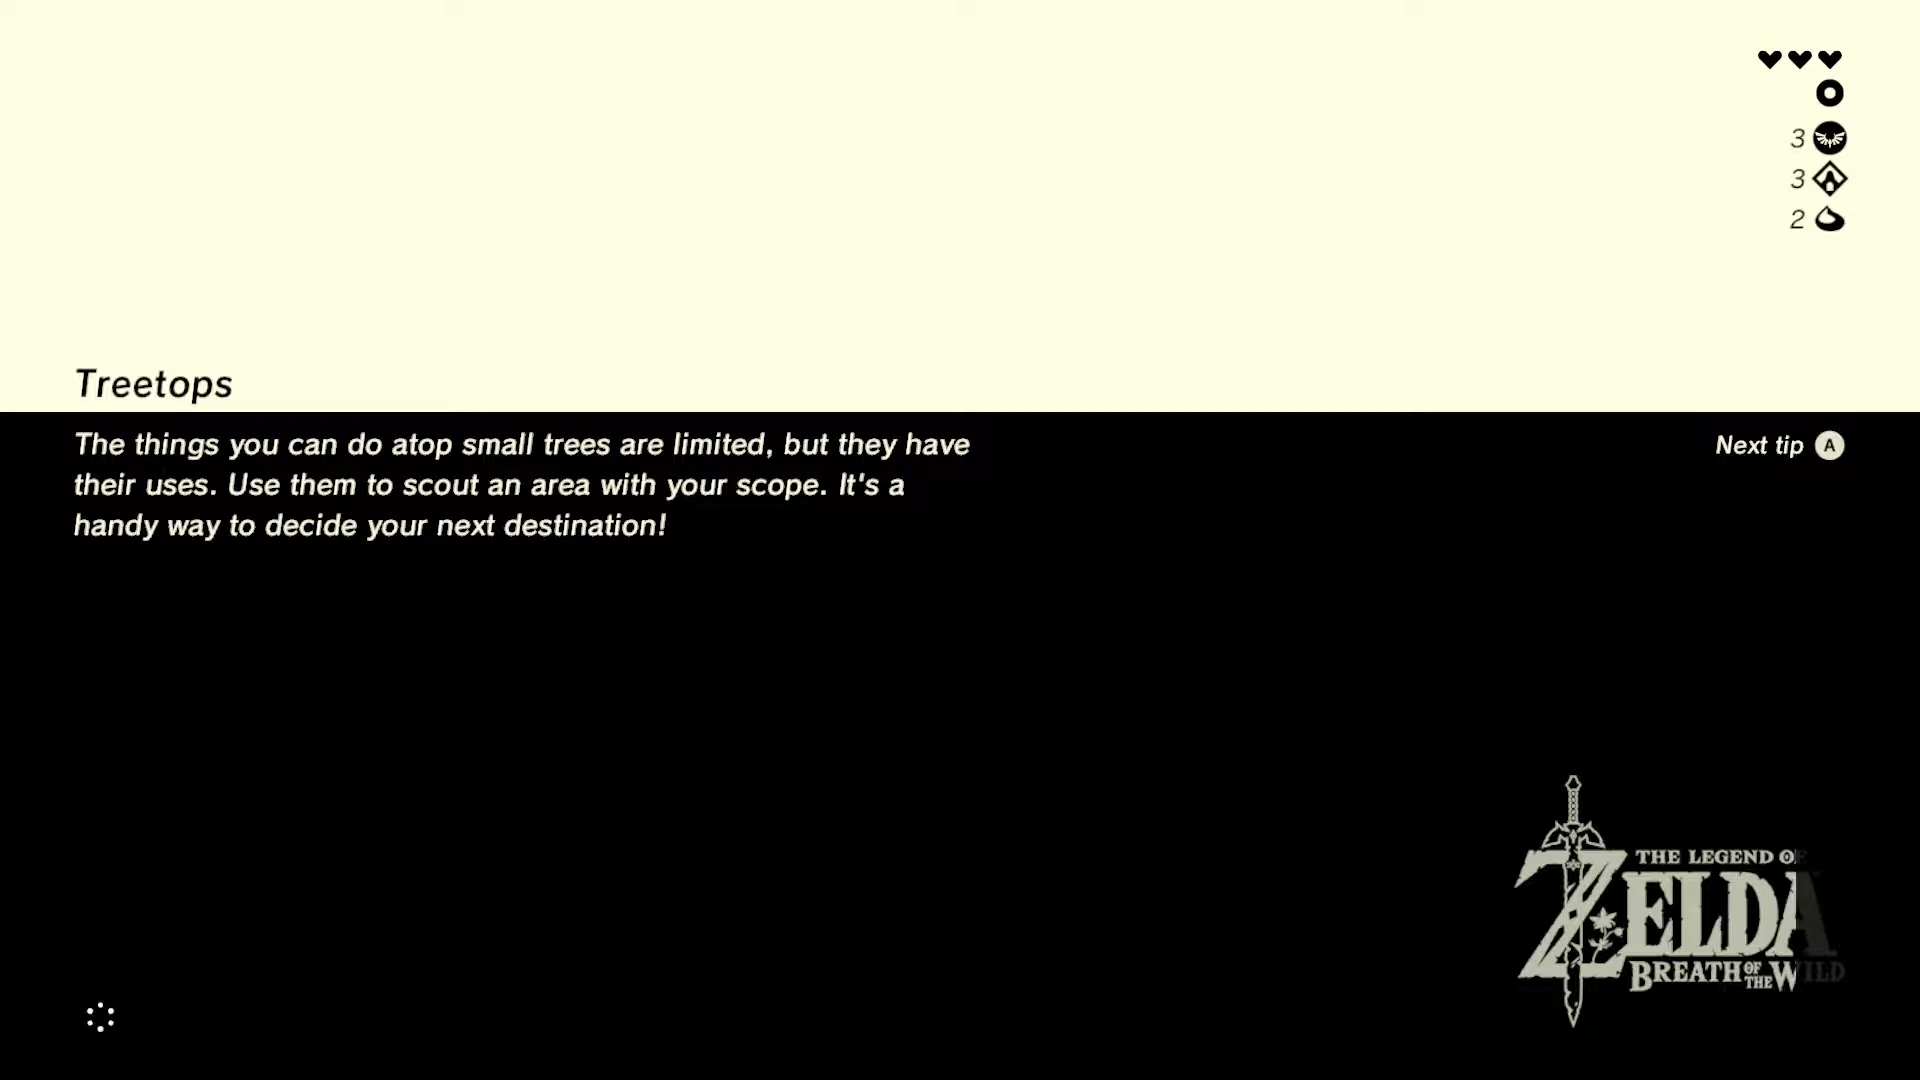 3
3
2
Treetops
The things you can do atop small trees are limited, but they have
their uses. Use them to scout an area with your scope. It's a
handy way to decide your next destination!
Next tip A
THE LEGEND OF
ZELDA
BREATH OF THE WILD